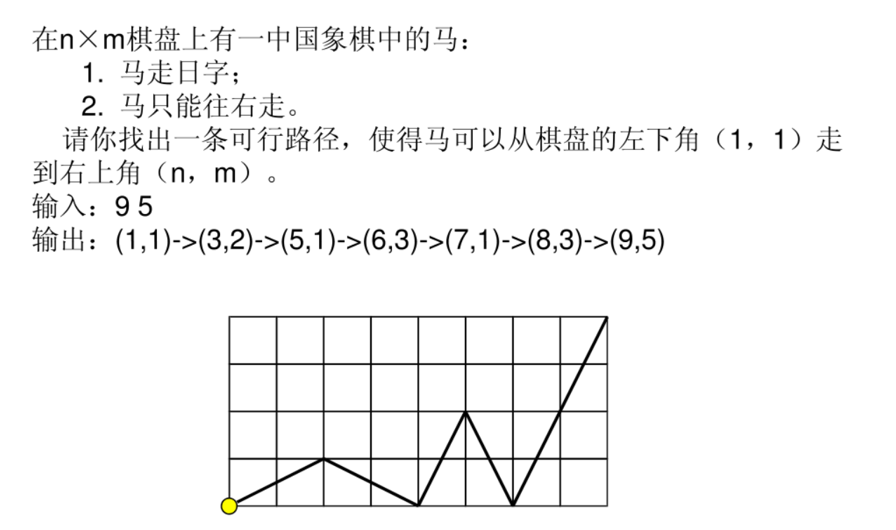 在n×m棋盘上有一中国象棋中的马：
1. 马走日字；
2. 马只能往右走。
请你找出一条可行路径，使得马可以从棋盘的左下角（1，1）走
到右上角（n，m）。
输入：9 5
输出：(1,1)->(3,2)->(5,1)->(6,3)->(7,1)->(8,3)->(9,5)